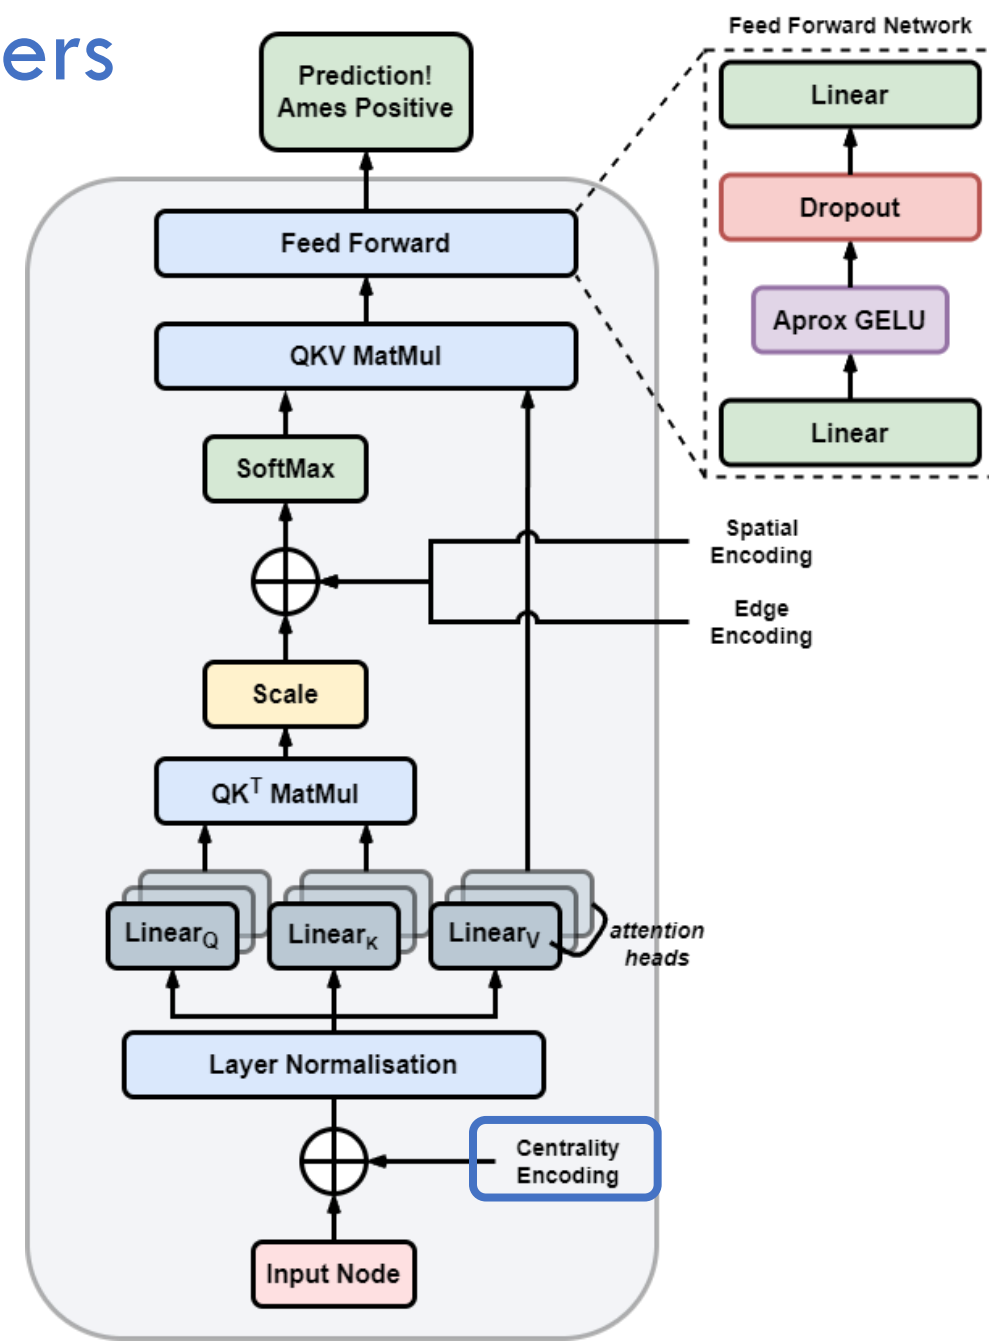 ers
Feed Forward Network
Prediction!
Ames Positive
Linear
Dropout
Feed Forward
Aprox GELU
QKV MatMul
Linear
SoftMax
Spatial
Encoding
Edge
Encoding
Scale
QKᵀ MatMul
LinearQ
LinearK
LinearV
attention
heads
Layer Normalisation
Centrality
Encoding
Input Node